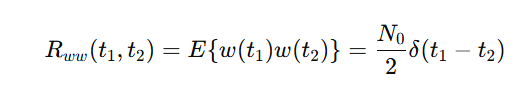 R_{ww}(t_1, t_2) = E\{w(t_1)w(t_2)\} = \frac{N_0}{2}\delta(t_1 - t_2)